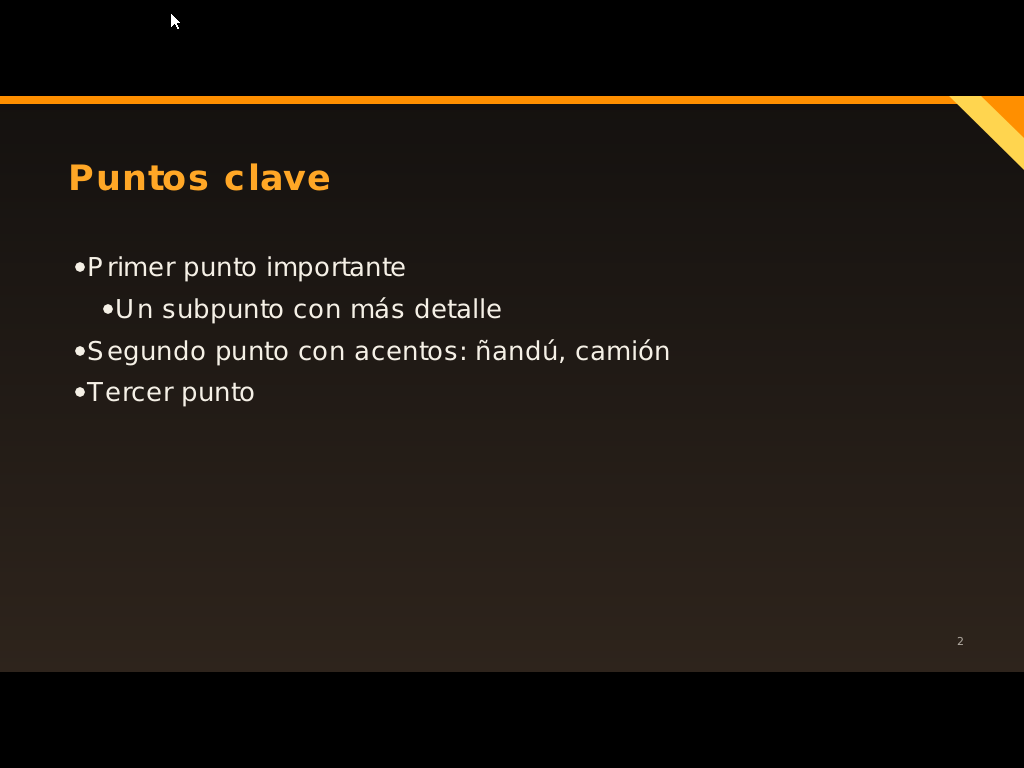 Puntos clave
•Primer punto importante
•Un subpunto con más detalle
•Segundo punto con acentos: ñandú, camión
•Tercer punto
2